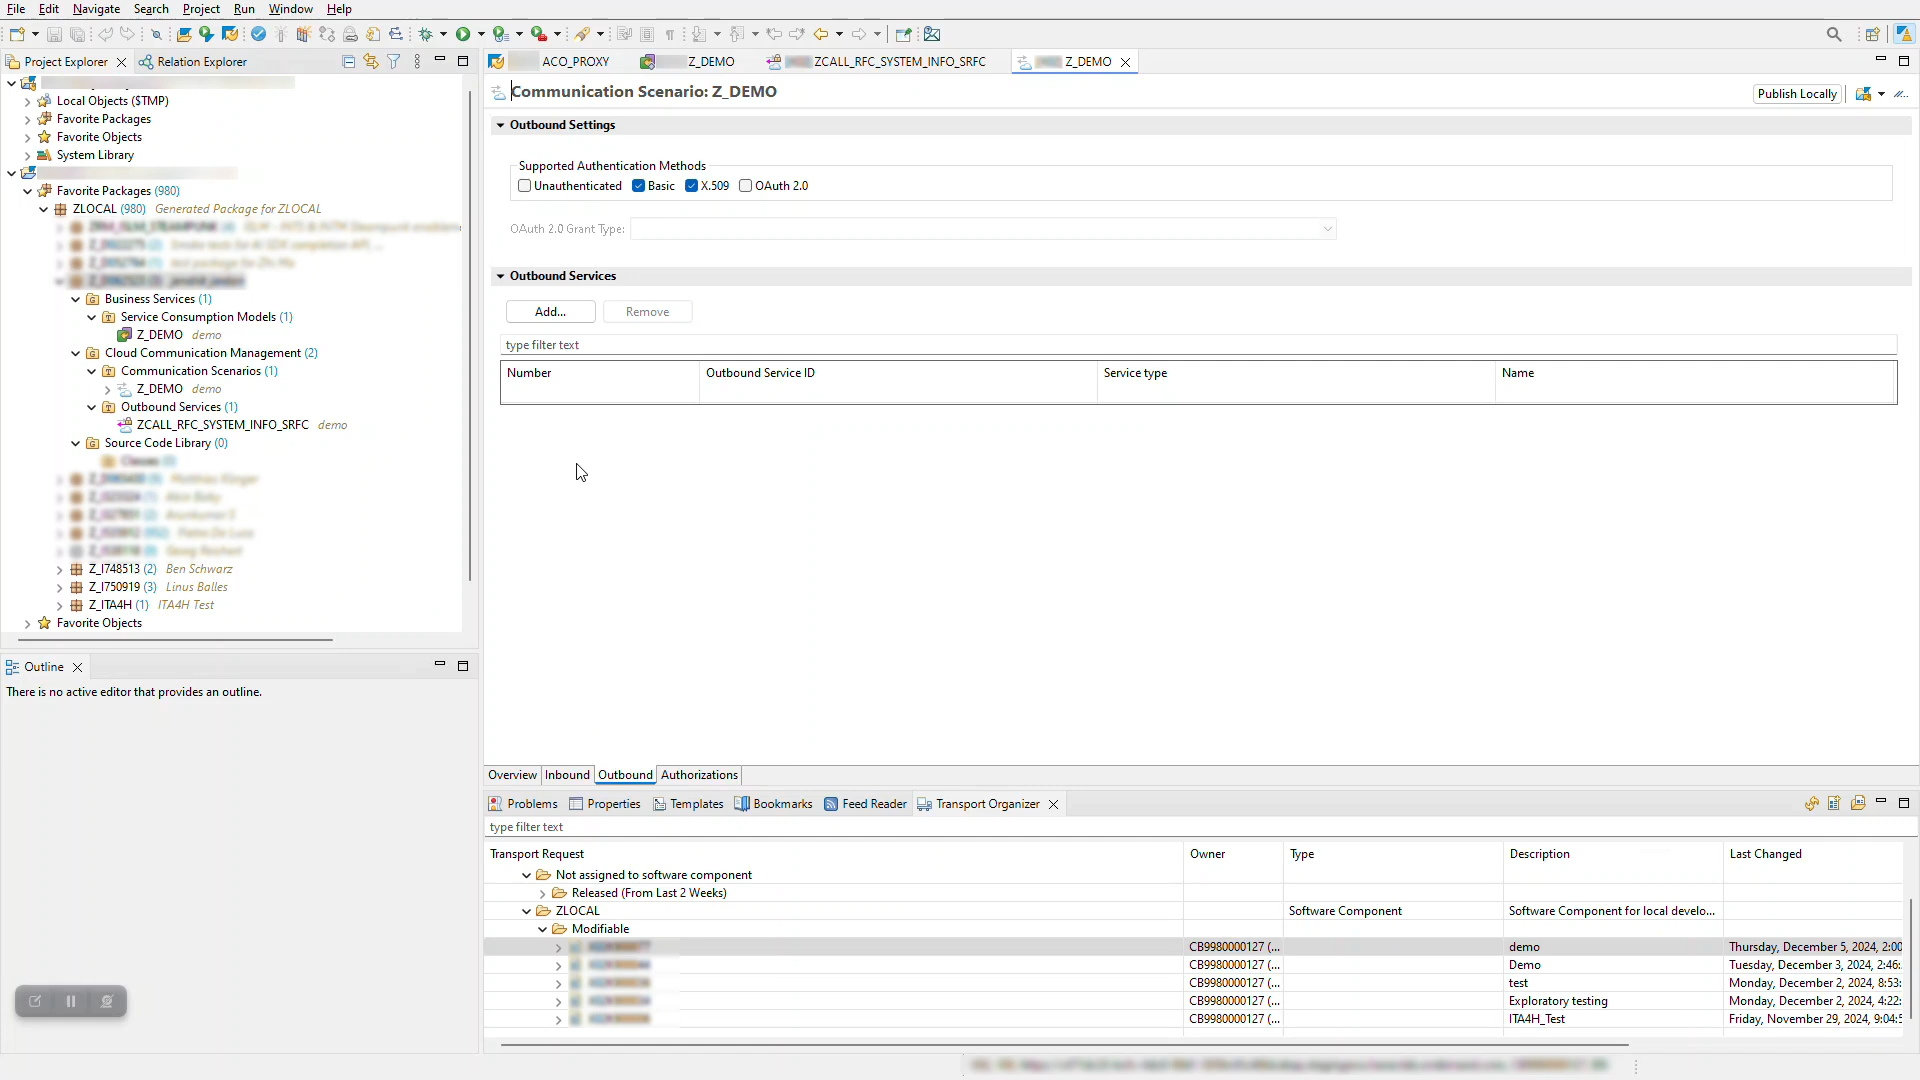 File Edit Navigate Search Project Run Window Help
Project Explorer
Relation Explorer
ACO_PROXY
Z_DEMO
ZCALL_RFC_SYSTEM_INFO_SRFC
Z_DEMO
Communication Scenario: Z_DEMO
Publish Locally
Local Objects ($TMP)
Favorite Packages
Favorite Objects
System Library
Favorite Packages (980)
ZLOCAL (980) Generated Package for ZLOCAL
Business Services (1)
Service Consumption Models (1)
Z_DEMO demo
Cloud Communication Management (2)
Communication Scenarios (1)
Z_DEMO demo
Outbound Services (1)
ZCALL_RFC_SYSTEM_INFO_SRFC demo
Source Code Library (0)
Z_I748513 (2) Ben Schwarz
Z_I750919 (3) Linus Balles
Z_ITA4H (1) ITA4H Test
Favorite Objects
Outline
There is no active editor that provides an outline.
Outbound Settings
Supported Authentication Methods
Unauthenticated Basic X.509 OAuth 2.0
OAuth 2.0 Grant Type:
Outbound Services
Add... Remove
type filter text
Number Outbound Service ID Service type Name
Overview Inbound Outbound Authorizations
Problems Properties Templates Bookmarks Feed Reader Transport Organizer
type filter text
Transport Request Owner Type Description Last Changed
Not assigned to software component
Released (From Last 2 Weeks)
ZLOCAL Software Component Software Component for local develo...
Modifiable
CB9980000127 (... demo Thursday, December 5, 2024, 2:00
CB9980000127 (... Demo Tuesday, December 3, 2024, 2:46:
CB9980000127 (... test Monday, December 2, 2024, 8:53:
CB9980000127 (... Exploratory testing Monday, December 2, 2024, 4:22:
CB9980000127 (... ITA4H_Test Friday, November 29, 2024, 9:04:5